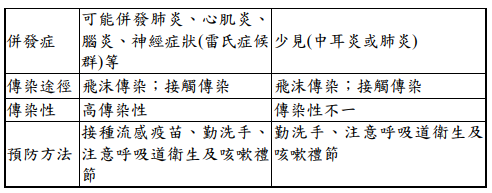 併發症
可能併發肺炎、心肌炎、
腦炎、神經症狀(雷氏症候
群)等
少見(中耳炎或肺炎)
傳染途徑
飛沫傳染；接觸傳染
飛沫傳染；接觸傳染
傳染性
高傳染性
傳染性不一
預防方法
接種流感疫苗、勤洗手、
注意呼吸道衛生及咳嗽禮
節
勤洗手、注意呼吸道衛生及
咳嗽禮節